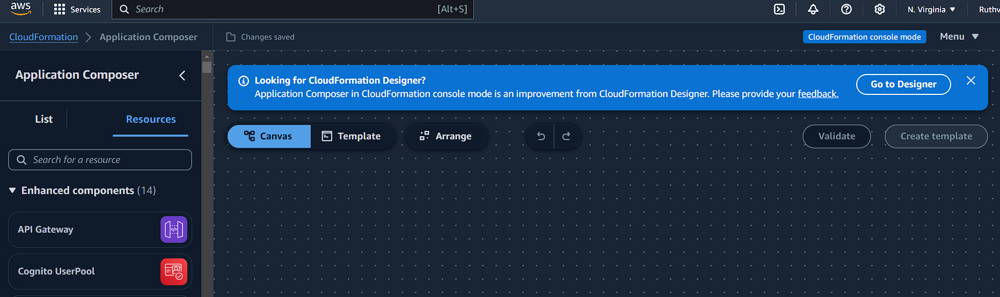 aws
Services
Search
[Alt+S]
N. Virginia
Ruthv
CloudFormation
Application Composer
Changes saved
CloudFormation console mode
Menu
Application Composer
Looking for CloudFormation Designer?
Application Composer in CloudFormation console mode is an improvement from CloudFormation Designer. Please provide your feedback.
Go to Designer
List
Resources
Canvas
Template
Arrange
Validate
Create template
Search for a resource
Enhanced components (14)
API Gateway
Cognito UserPool